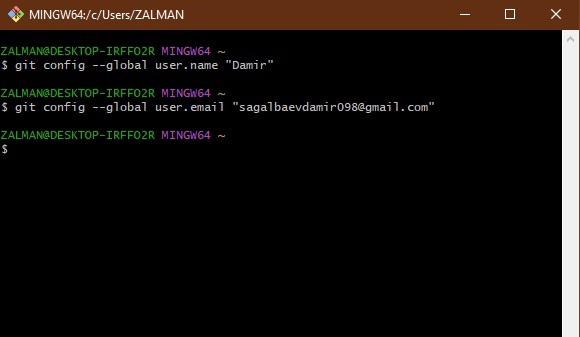 MINGW64:/c/Users/ZALMAN
ZALMAN@DESKTOP-IRFFO2R MINGW64 ~
$ git config --global user.name "Damir"
ZALMAN@DESKTOP-IRFFO2R MINGW64 ~
$ git config --global user.email "sagalbaevdamir098@gmail.com"
ZALMAN@DESKTOP-IRFFO2R MINGW64 ~
$